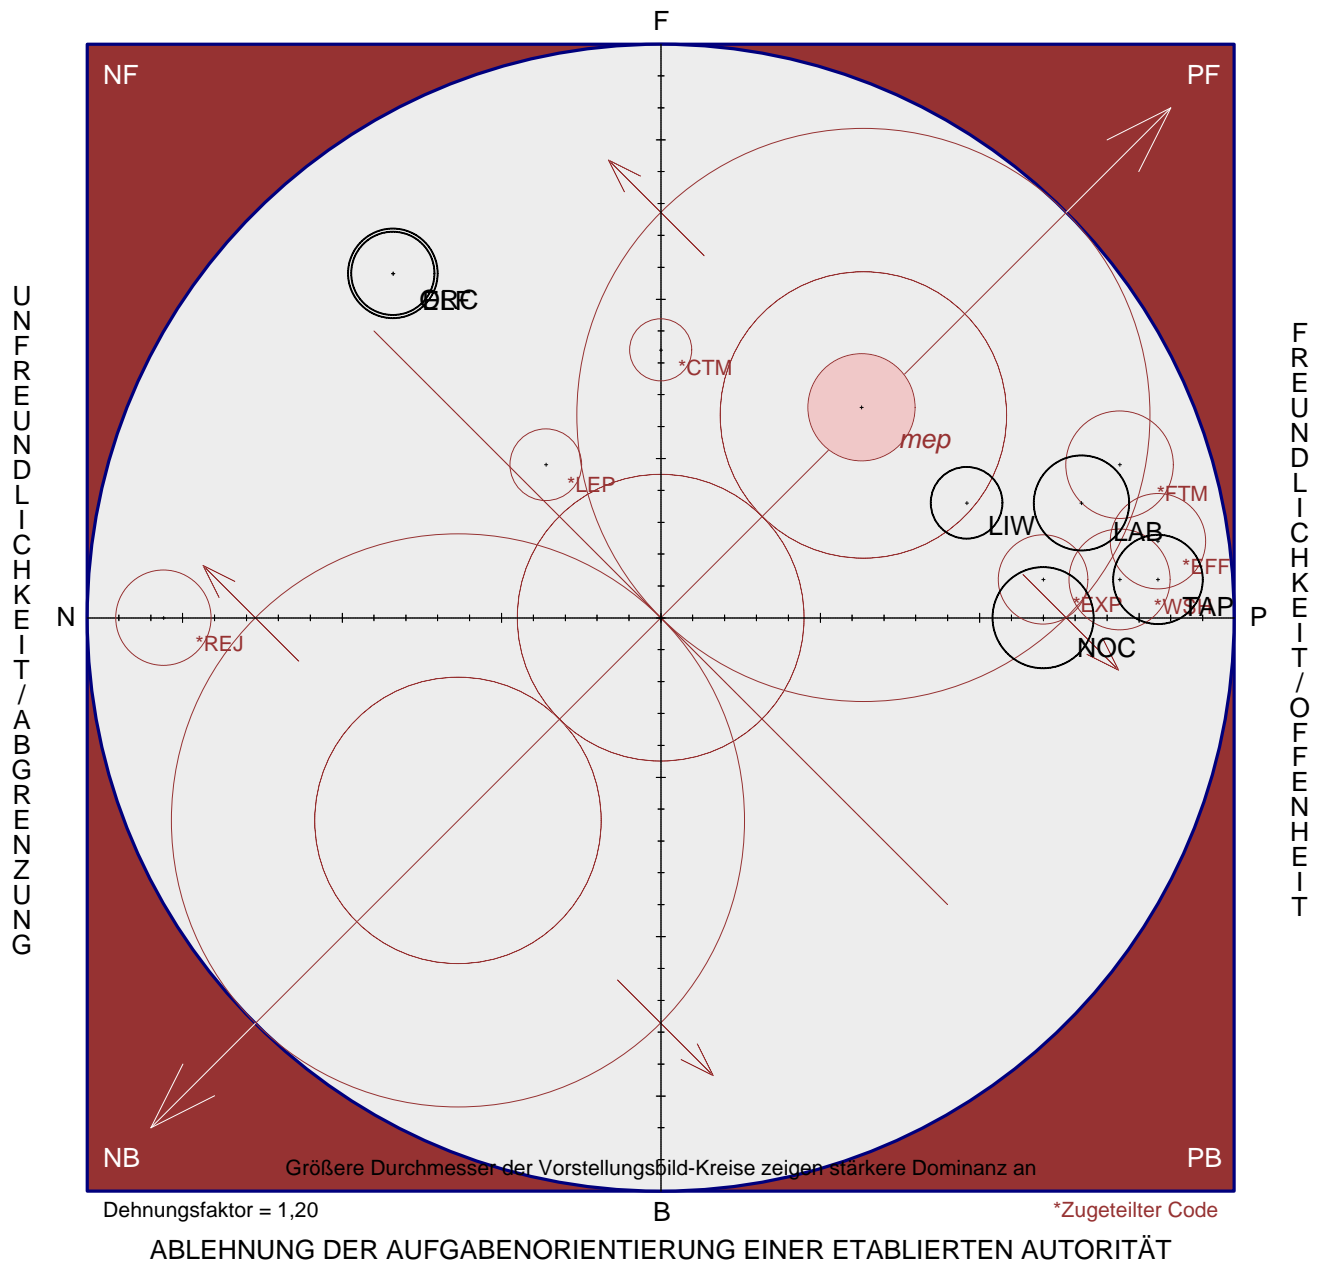 F
NF
PF
UNFREUNDLICHKEIT/ABGRENZUNG
FREUNDLICHKEIT/OFFENHEIT
*CTM
mep
*LEP
*FTM
LIW
LAB
*EFF
*EXP
*WSH
TAP
N
P
*REJ
NOC
NB
PB
Größere Durchmesser der Vorstellungsbild-Kreise zeigen stärkere Dominanz an
Dehnungsfaktor = 1,20
B
*Zugeteilter Code
ABLEHNUNG DER AUFGABENORIENTIERUNG EINER ETABLIERTEN AUTORITÄT